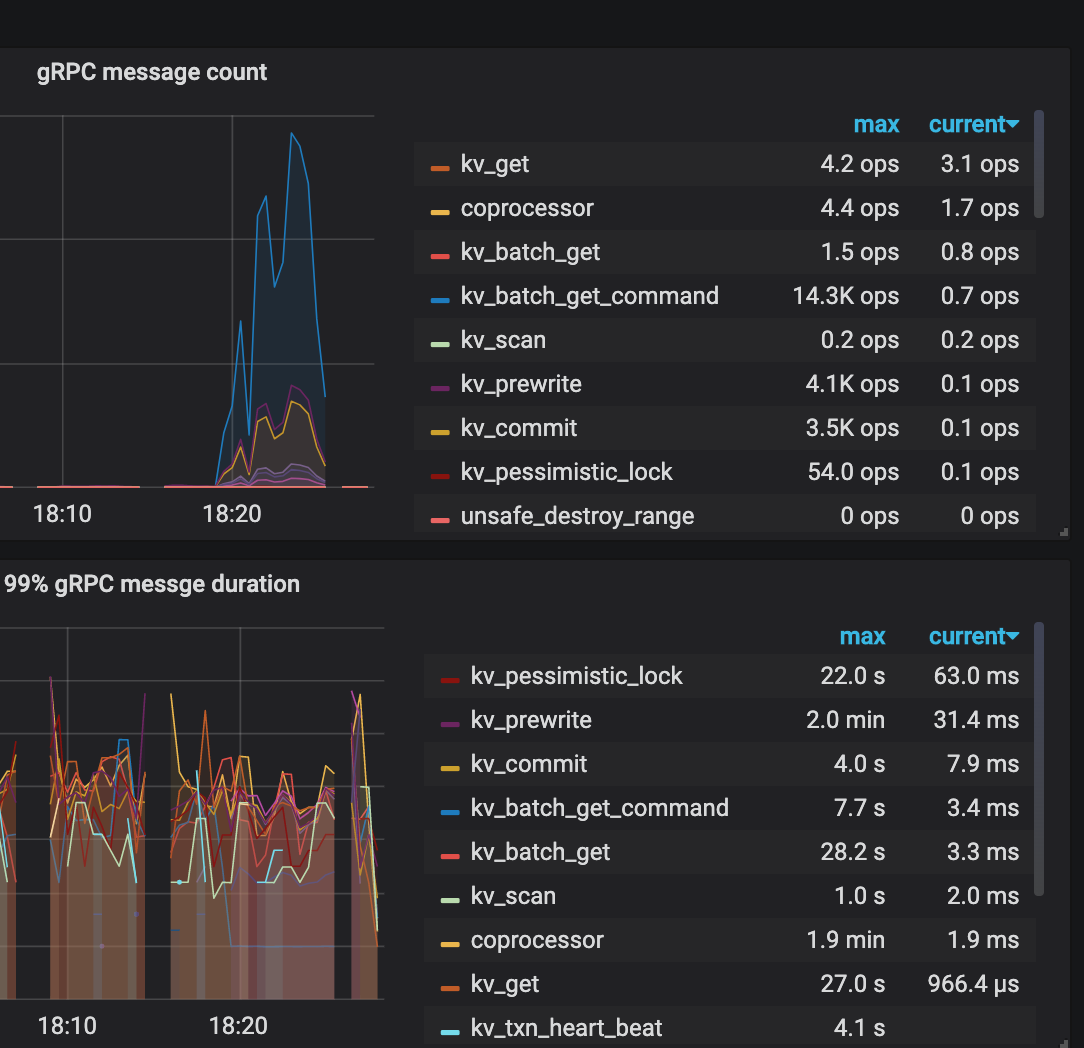 gRPC message count
max current
kv_get 4.2 ops 3.1 ops
coprocessor 4.4 ops 1.7 ops
kv_batch_get 1.5 ops 0.8 ops
kv_batch_get_command 14.3K ops 0.7 ops
kv_scan 0.2 ops 0.2 ops
kv_prewrite 4.1K ops 0.1 ops
kv_commit 3.5K ops 0.1 ops
kv_pessimistic_lock 54.0 ops 0.1 ops
unsafe_destroy_range 0 ops 0 ops
18:10 18:20
99% gRPC messge duration
max current
kv_pessimistic_lock 22.0 s 63.0 ms
kv_prewrite 2.0 min 31.4 ms
kv_commit 4.0 s 7.9 ms
kv_batch_get_command 7.7 s 3.4 ms
kv_batch_get 28.2 s 3.3 ms
kv_scan 1.0 s 2.0 ms
coprocessor 1.9 min 1.9 ms
kv_get 27.0 s 966.4 µs
kv_txn_heart_beat 4.1 s
18:10 18:20